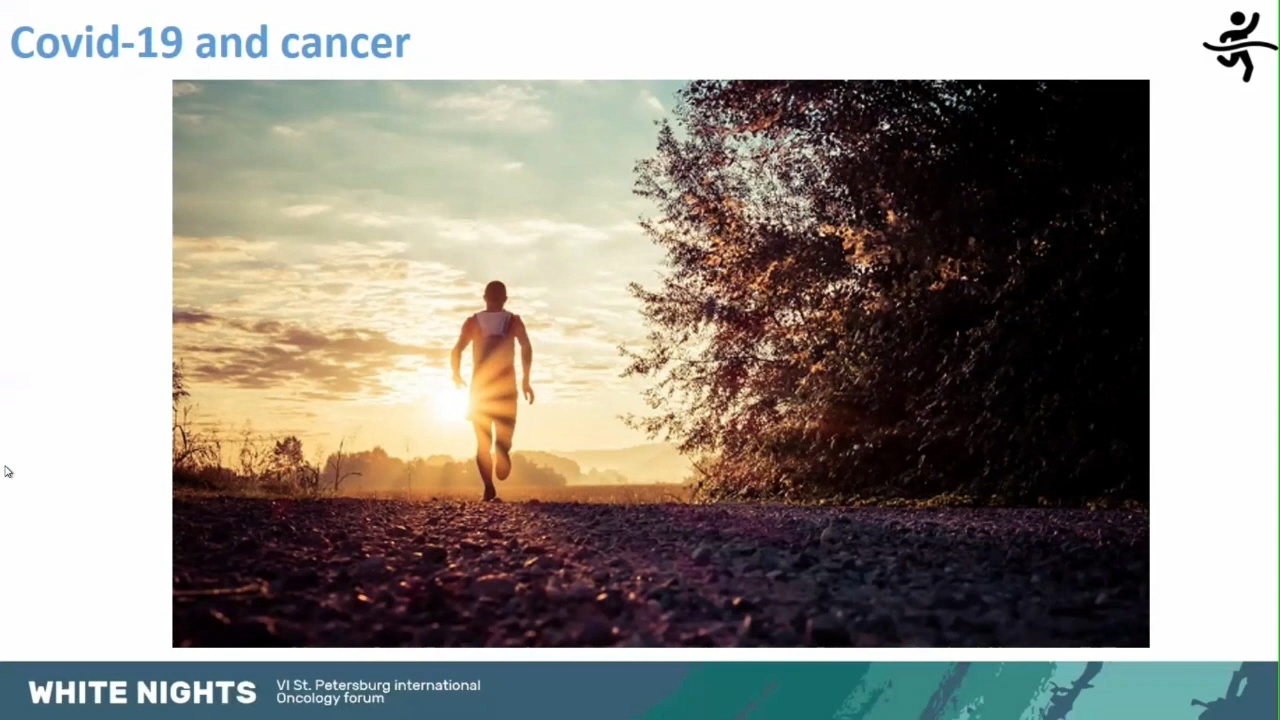 Covid-19 and cancer
WHITE NIGHTS
VI St. Petersburg international
Oncology forum